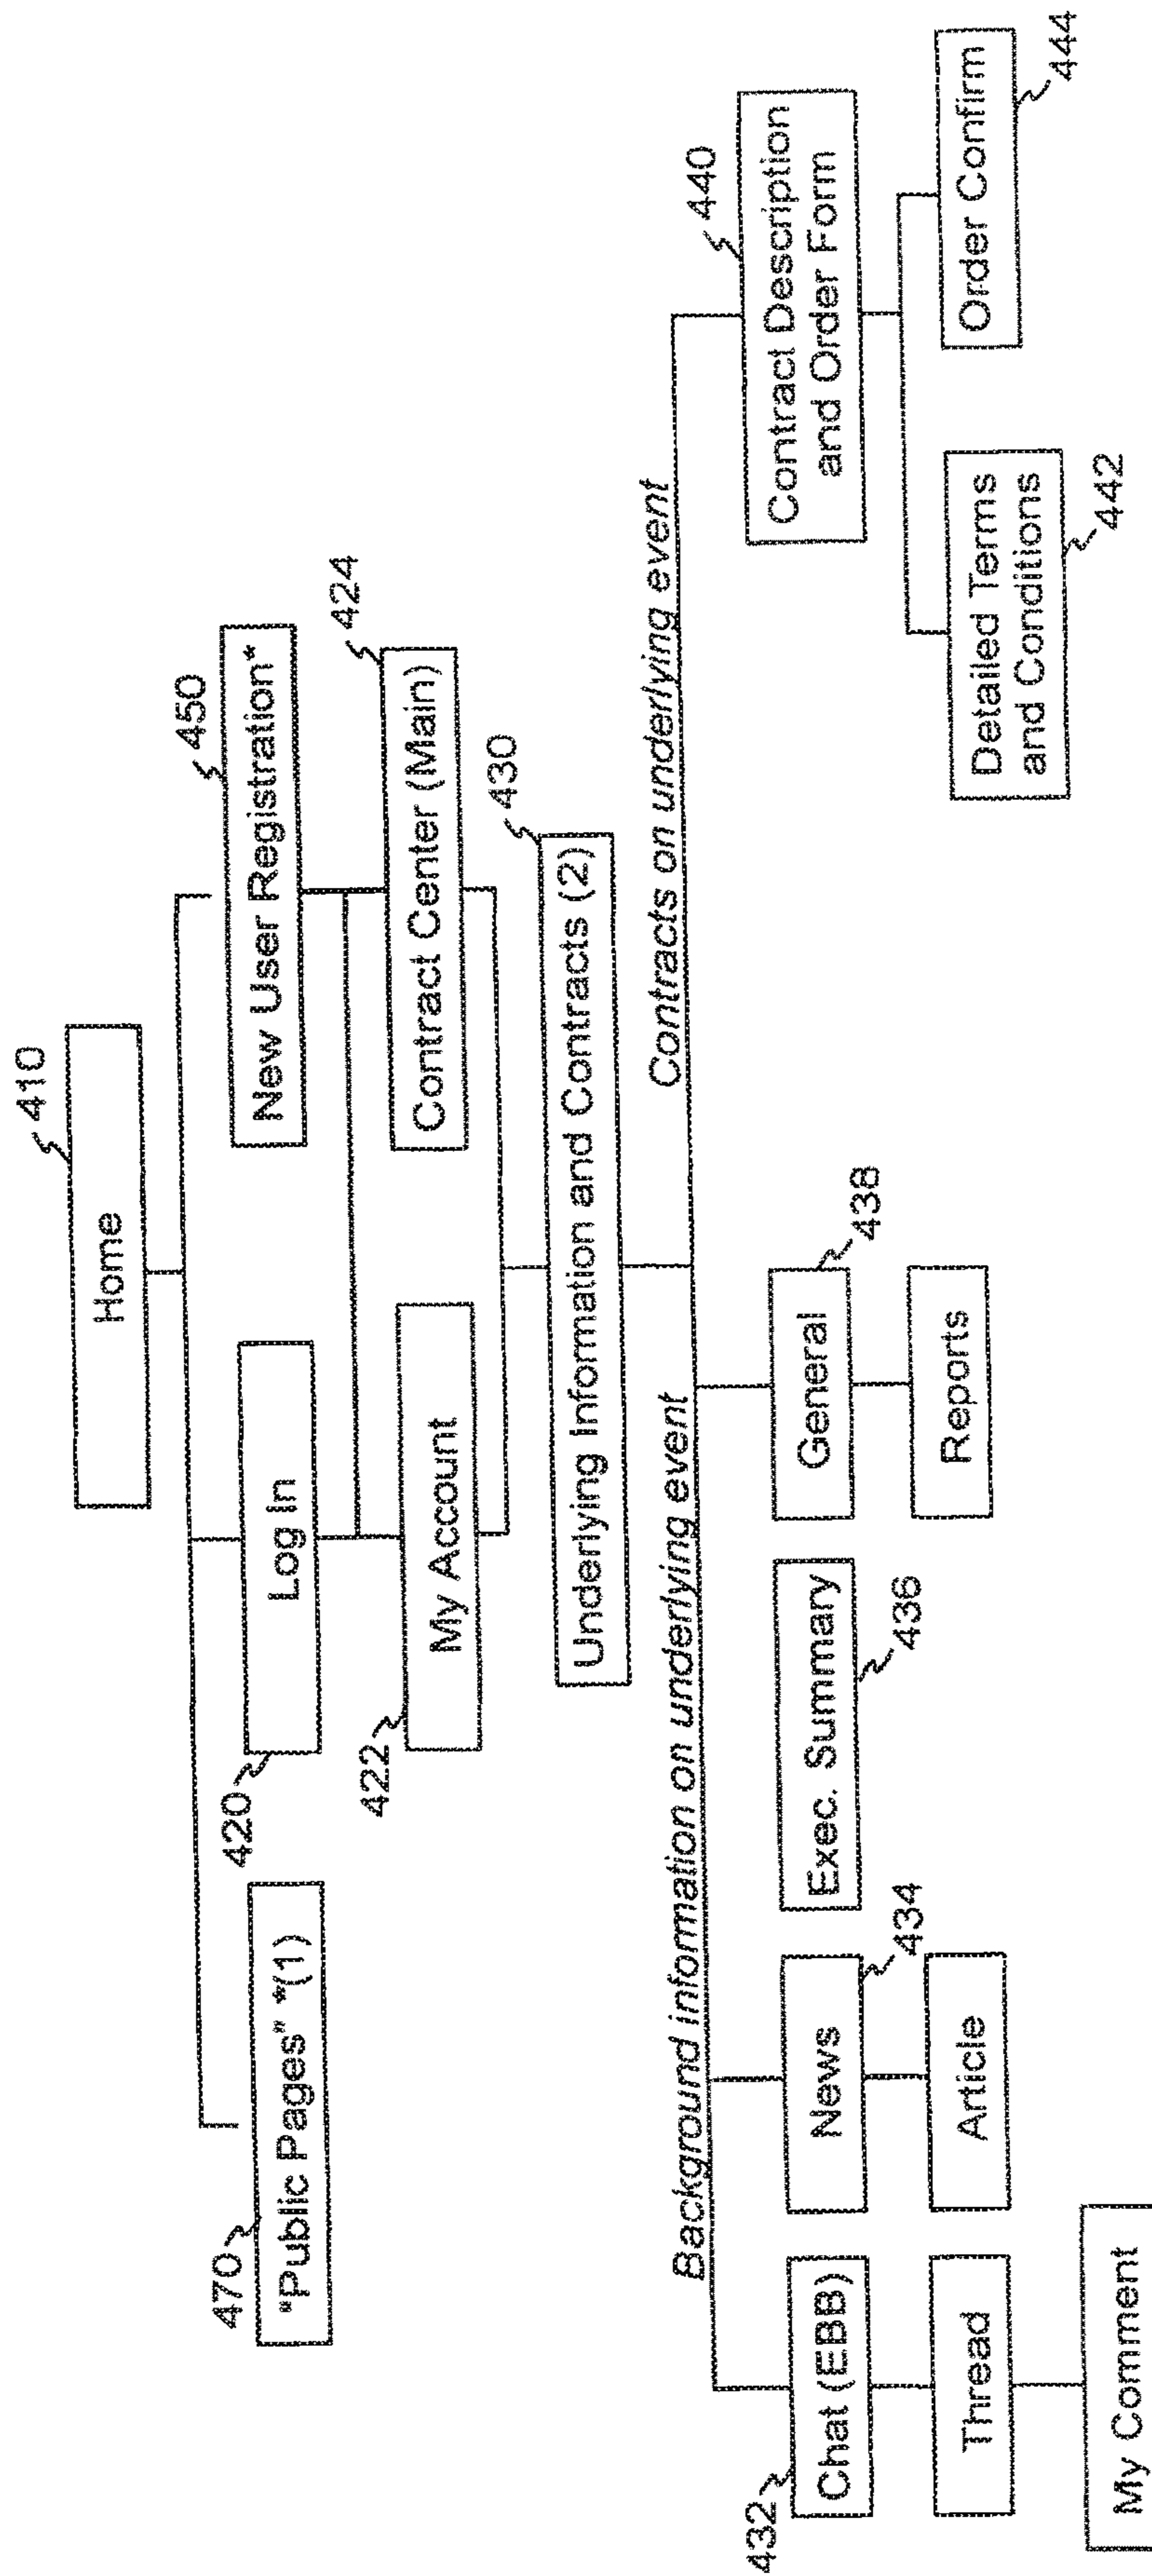 410
Home
470
"Public Pages" *(1)
420
Log In
450
New User Registration*
422
My Account
424
Contract Center (Main)
430
Underlying Information and Contracts (2)
Background information on underlying event
Contracts on underlying event
432
Chat (EBB)
News
434
Exec. Summary
436
General
438
440
Contract Description
and Order Form
Thread
Article
Reports
Detailed Terms
and Conditions
442
Order Confirm
444
My Comment